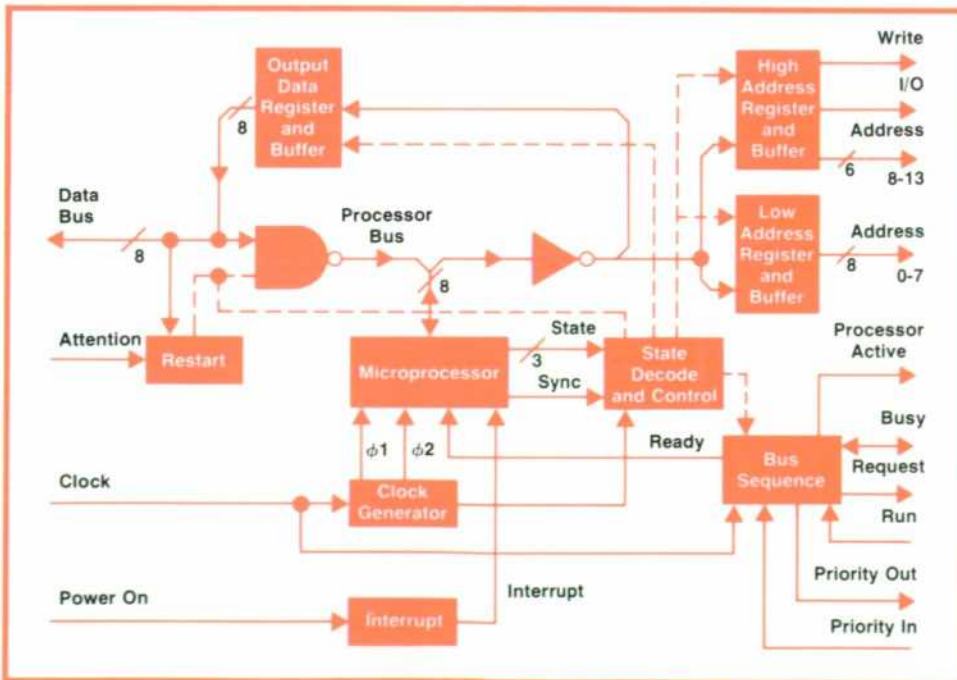 Output
Data
Register
and
Buffer
8
High
Address
Register
and
Buffer
Write
I/O
Address
6
8-13
Data
Bus
8
Processor
Bus
8
Low
Address
Register
and
Buffer
Address
8
0-7
Attention
Restart
Microprocessor
State
3
Sync
State
Decode
and Control
Processor
Active
ϕ1
ϕ2
Ready
Bus
Sequence
Busy
Request
Run
Clock
Clock
Generator
Power On
Interrupt
Interrupt
Priority Out
Priority In